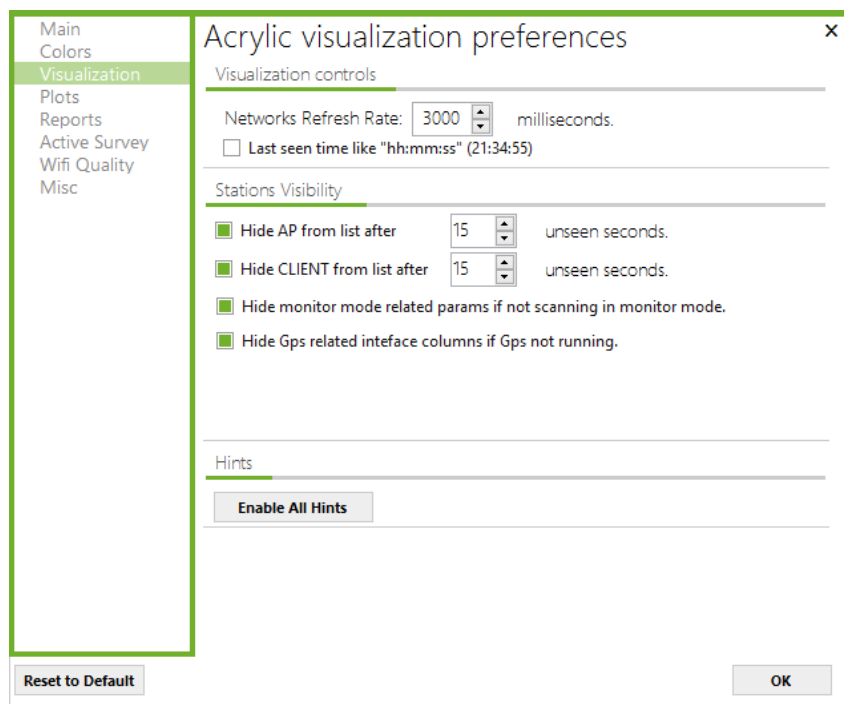 Main
Colors
Visualization
Plots
Reports
Active Survey
Wifi Quality
Misc
Acrylic visualization preferences
Visualization controls
Networks Refresh Rate: 3000 milliseconds.
Last seen time like "hh:mm:ss" (21:34:55)
Stations Visibility
Hide AP from list after 15 unseen seconds.
Hide CLIENT from list after 15 unseen seconds.
Hide monitor mode related params if not scanning in monitor mode.
Hide Gps related inteface columns if Gps not running.
Hints
Enable All Hints
Reset to Default
OK